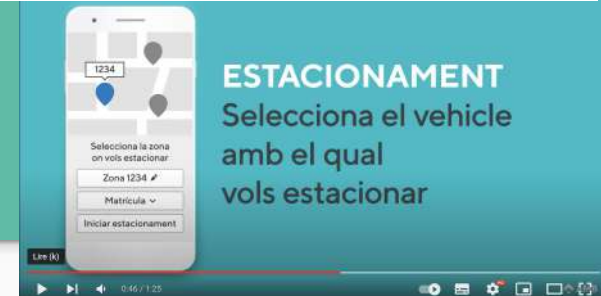 1234
Selecciona la zona
on vols estacionar
Zona 1234
Matrícula
Iniciar estacionament
ESTACIONAMENT
Selecciona el vehicle
amb el qual
vols estacionar
Lire (k)
0:46 / 1:25